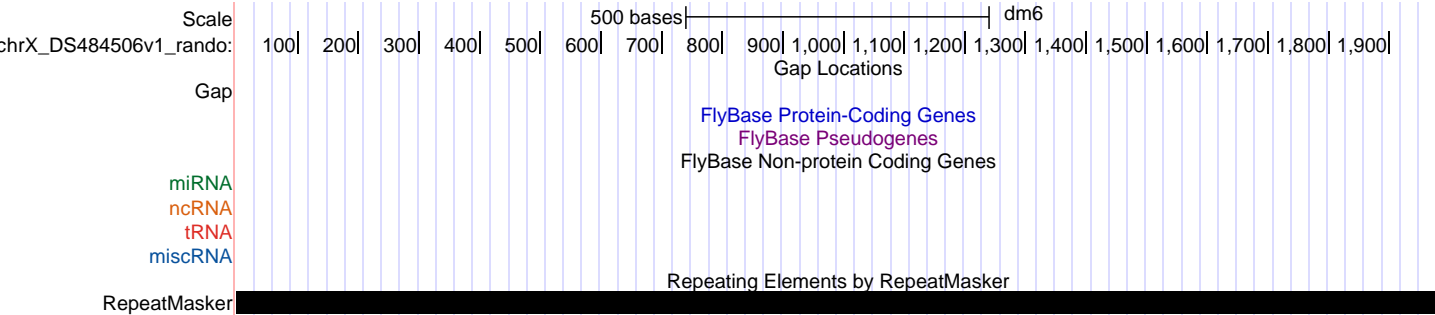 Scale 500 bases dm6
chrX_DS484506v1_rando: 100 200 300 400 500 600 700 800 900 1,000 1,100 1,200 1,300 1,400 1,500 1,600 1,700 1,800 1,900
Gap Locations
Gap
FlyBase Protein-Coding Genes
FlyBase Pseudogenes
FlyBase Non-protein Coding Genes
miRNA
ncRNA
tRNA
miscRNA
Repeating Elements by RepeatMasker
RepeatMasker